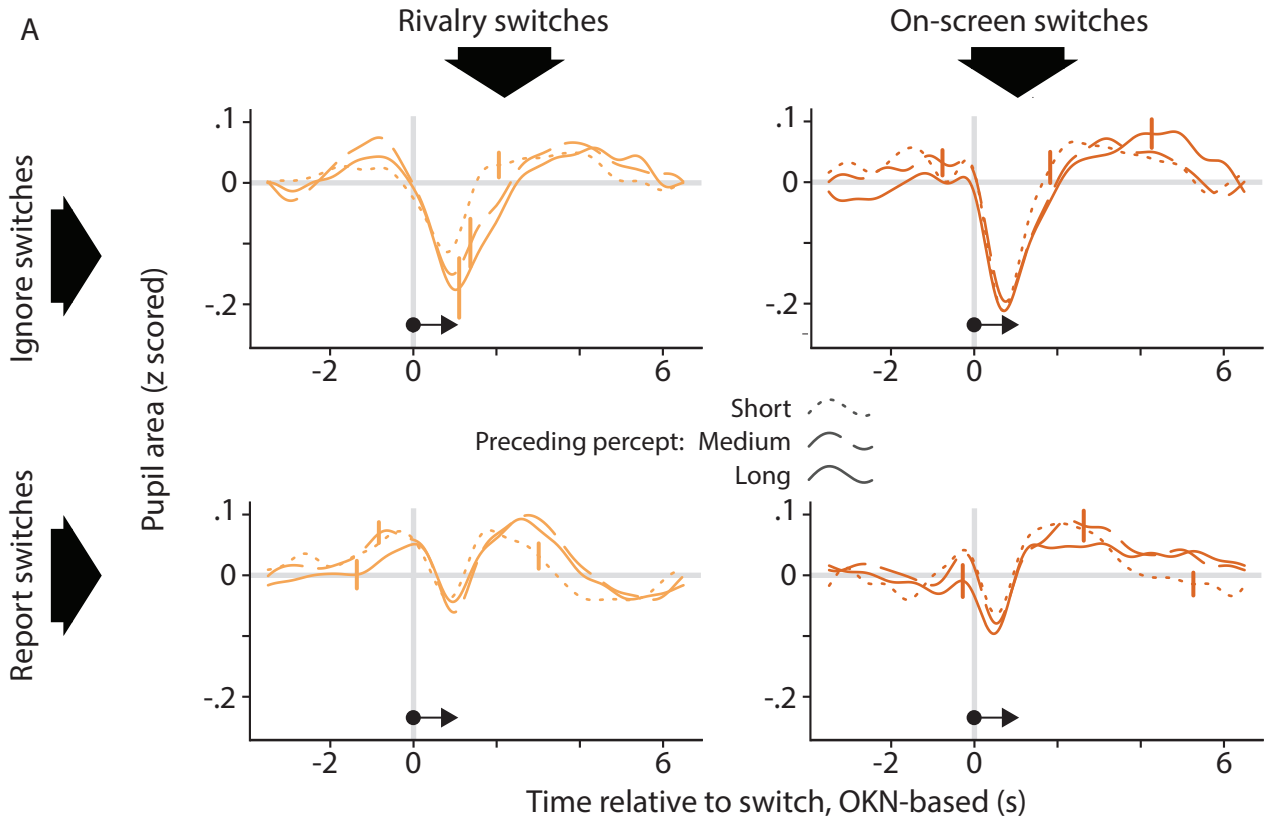 A
Rivalry switches
On-screen switches
Ignore switches
Report switches
Pupil area (z scored)
.1
0
-.2
-2
0
6
.1
0
-.2
-
-2
0
6
Short
Preceding percept: Medium
Long
.1
0
-.2
-2
0
6
.1
0
-.2
-2
0
6
Time relative to switch, OKN-based (s)